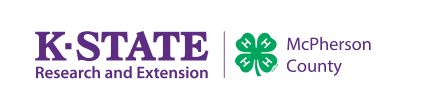 K-STATE
Research and Extension
H H H H
McPherson
County